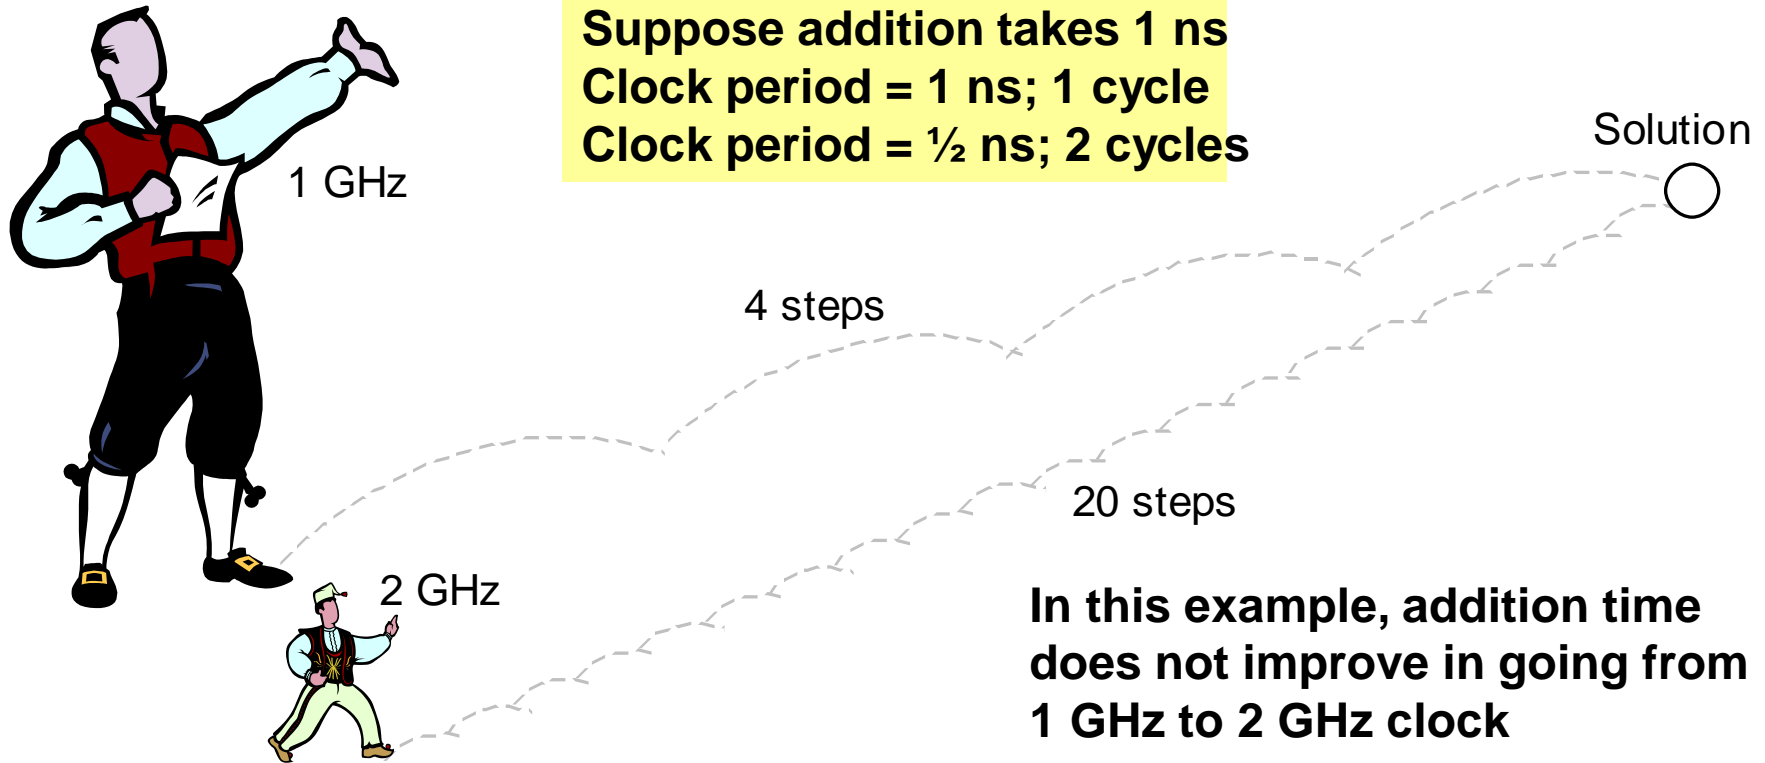 Suppose addition takes 1 ns
Clock period = 1 ns; 1 cycle
Clock period = ½ ns; 2 cycles
Solution
1 GHz
4 steps
20 steps
2 GHz
In this example, addition time
does not improve in going from
1 GHz to 2 GHz clock